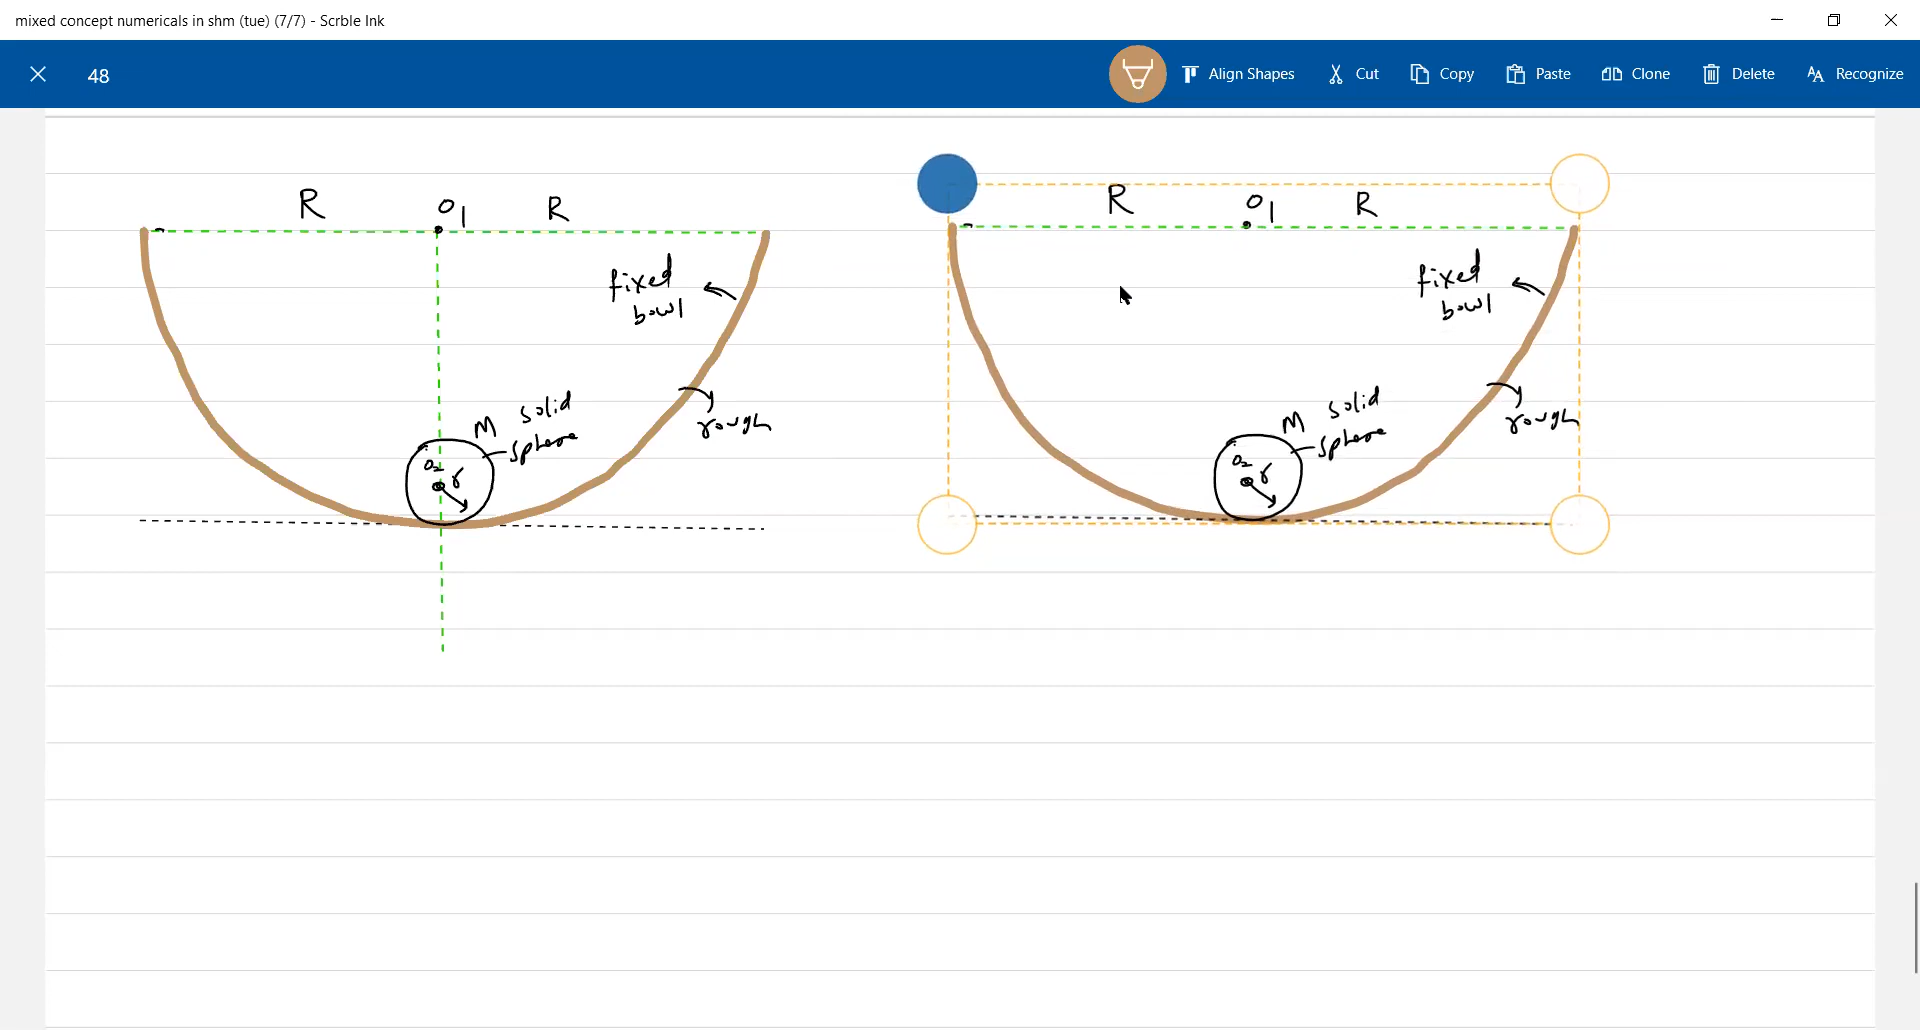 mixed concept numericals in shm (tue) (7/7) - Scrble Ink
48
Align Shapes
Cut
Copy
Paste
Clone
Delete
Recognize
R
O1
R
fixed
bowl
M solid
sphere
rough
O2
r
R
O1
R
fixed
bowl
M solid
sphere
rough
O2
r